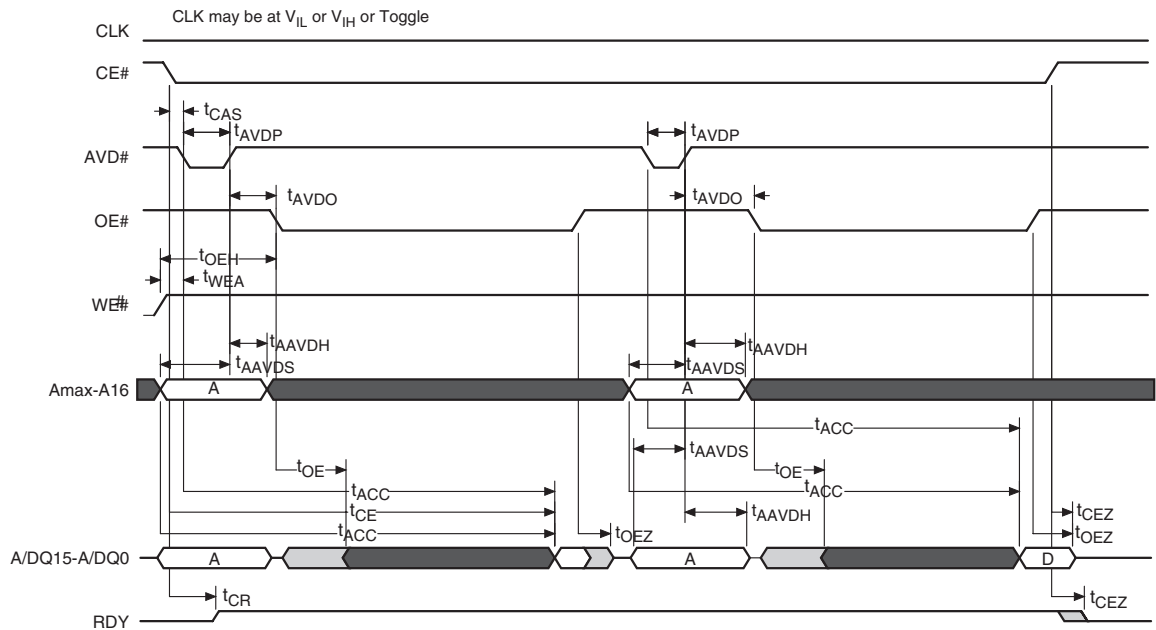 CLK may be at VIL or VIH or Toggle
CLK
CE#
tCAS
tAVDP
tAVDP
AVD#
tAVDO
tAVDO
OE#
tOEH
tWEA
WE#
tAAVDH
tAAVDH
tAAVDS
tAAVDS
Amax-A16
A
A
tACC
tAAVDS
tOE
tOE
tACC
tACC
tCE
tAAVDH
tCEZ
tACC
tOEZ
tOEZ
A/DQ15-A/DQ0
A
A
D
tCR
tCEZ
RDY